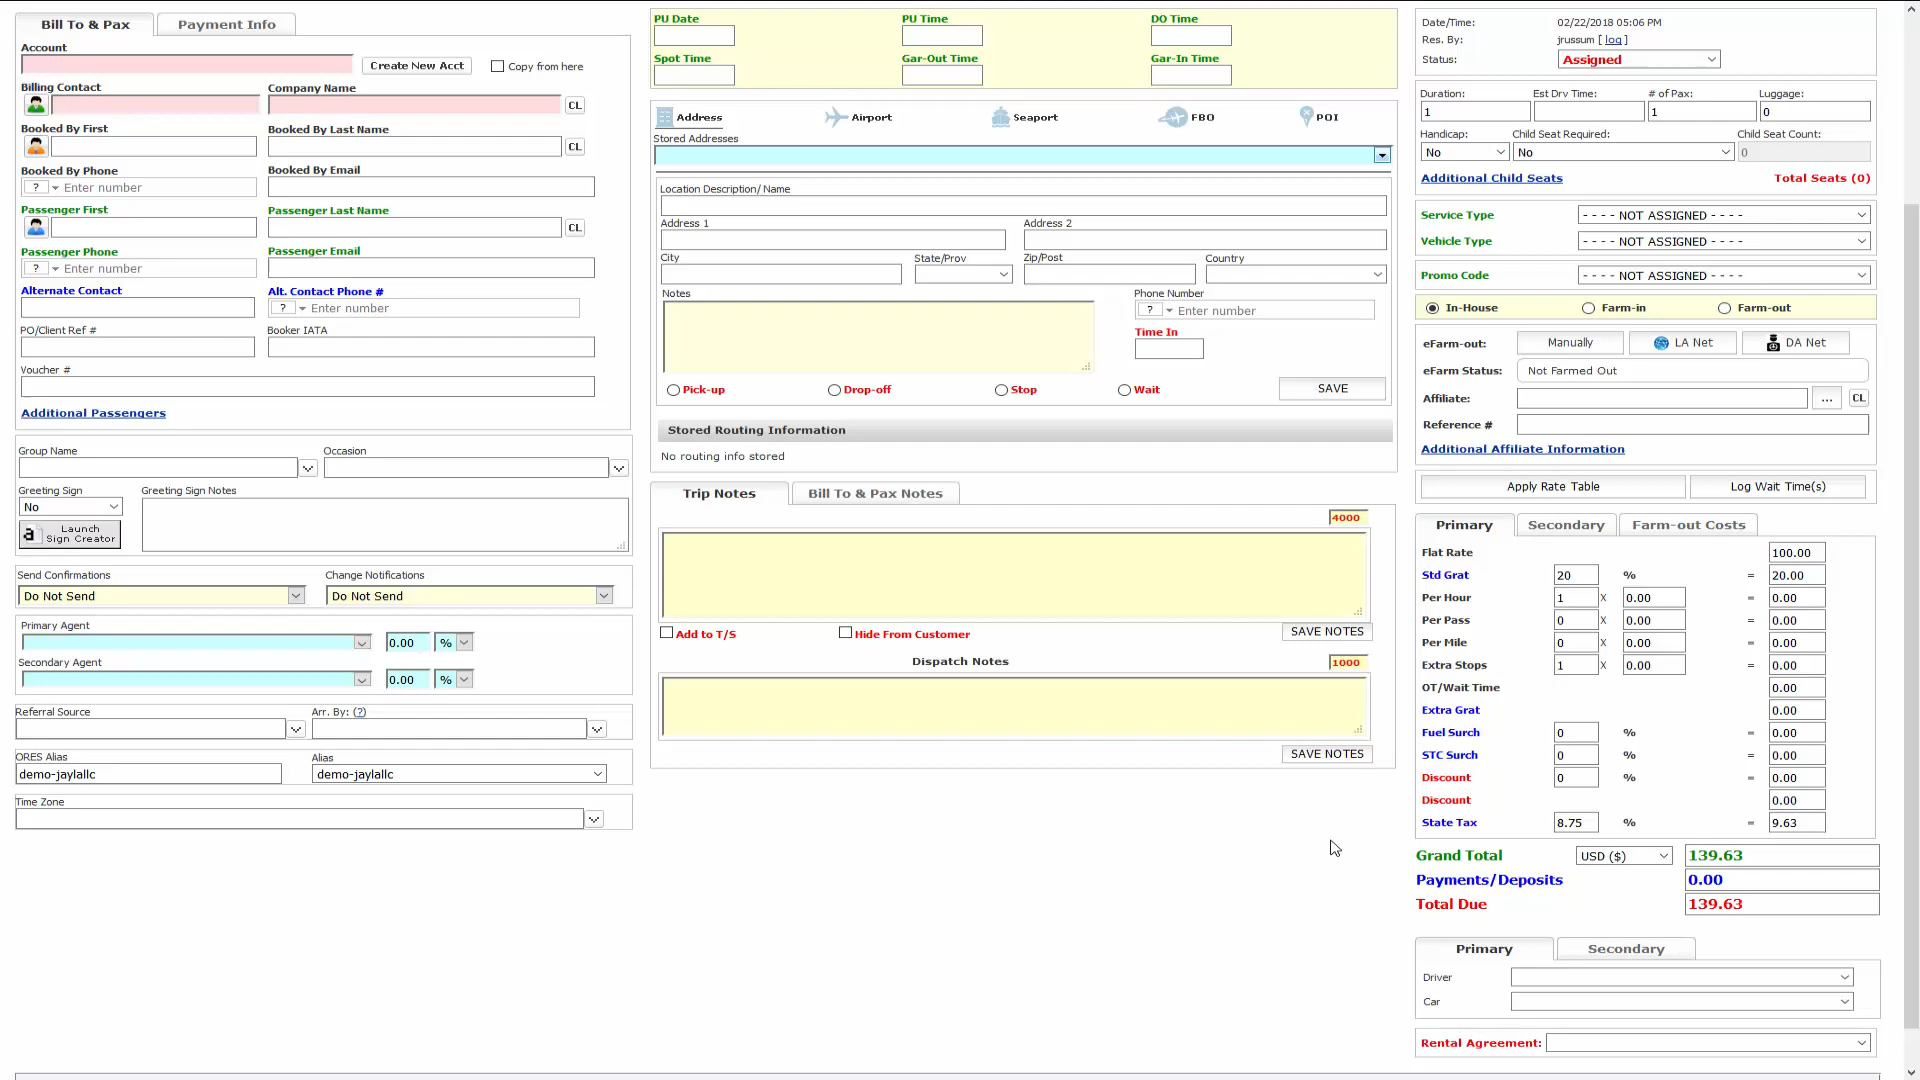 Bill To & Pax
Payment Info
Account
Create New Acct
Copy from here
Billing Contact
Company Name
CL
Booked By First
Booked By Last Name
CL
Booked By Phone
Booked By Email
? Enter number
Passenger First
Passenger Last Name
CL
Passenger Phone
Passenger Email
? Enter number
Alternate Contact
Alt. Contact Phone #
? Enter number
PO/Client Ref #
Booker IATA
Voucher #
Additional Passengers
Group Name
Occasion
Greeting Sign
Greeting Sign Notes
No
a Launch
Sign Creator
Send Confirmations
Change Notifications
Do Not Send
Do Not Send
Primary Agent
0.00 %
Secondary Agent
0.00 %
Referral Source
Arr. By: (?)
ORES Alias
Alias
demo-jaylallc
demo-jaylallc
Time Zone
PU Date
PU Time
DO Time
Spot Time
Gar-Out Time
Gar-In Time
Address
Airport
Seaport
FBO
POI
Stored Addresses
Location Description/ Name
Address 1
Address 2
City
State/Prov
Zip/Post
Country
Notes
Phone Number
? Enter number
Time In
Pick-up
Drop-off
Stop
Wait
SAVE
Stored Routing Information
No routing info stored
Trip Notes
Bill To & Pax Notes
4000
Add to T/S
Hide From Customer
SAVE NOTES
Dispatch Notes
1000
SAVE NOTES
Date/Time: 02/22/2018 05:06 PM
Res. By: jrussum [ log ]
Status: Assigned
Duration:
Est Drv Time:
# of Pax:
Luggage:
1
1
0
Handicap:
Child Seat Required:
Child Seat Count:
No
No
0
Additional Child Seats
Total Seats (0)
Service Type - - - - NOT ASSIGNED - - - -
Vehicle Type - - - - NOT ASSIGNED - - - -
Promo Code - - - - NOT ASSIGNED - - - -
In-House
Farm-in
Farm-out
eFarm-out:
Manually
LA Net
DA Net
eFarm Status: Not Farmed Out
Affiliate: ... CL
Reference #
Additional Affiliate Information
Apply Rate Table
Log Wait Time(s)
Primary
Secondary
Farm-out Costs
Flat Rate 100.00
Std Grat 20 % = 20.00
Per Hour 1 X 0.00 = 0.00
Per Pass 0 X 0.00 = 0.00
Per Mile 0 X 0.00 = 0.00
Extra Stops 1 X 0.00 = 0.00
OT/Wait Time 0.00
Extra Grat 0.00
Fuel Surch 0 % = 0.00
STC Surch 0 % = 0.00
Discount 0 % = 0.00
Discount 0.00
State Tax 8.75 % = 9.63
Grand Total USD ($) 139.63
Payments/Deposits 0.00
Total Due 139.63
Primary
Secondary
Driver
Car
Rental Agreement: